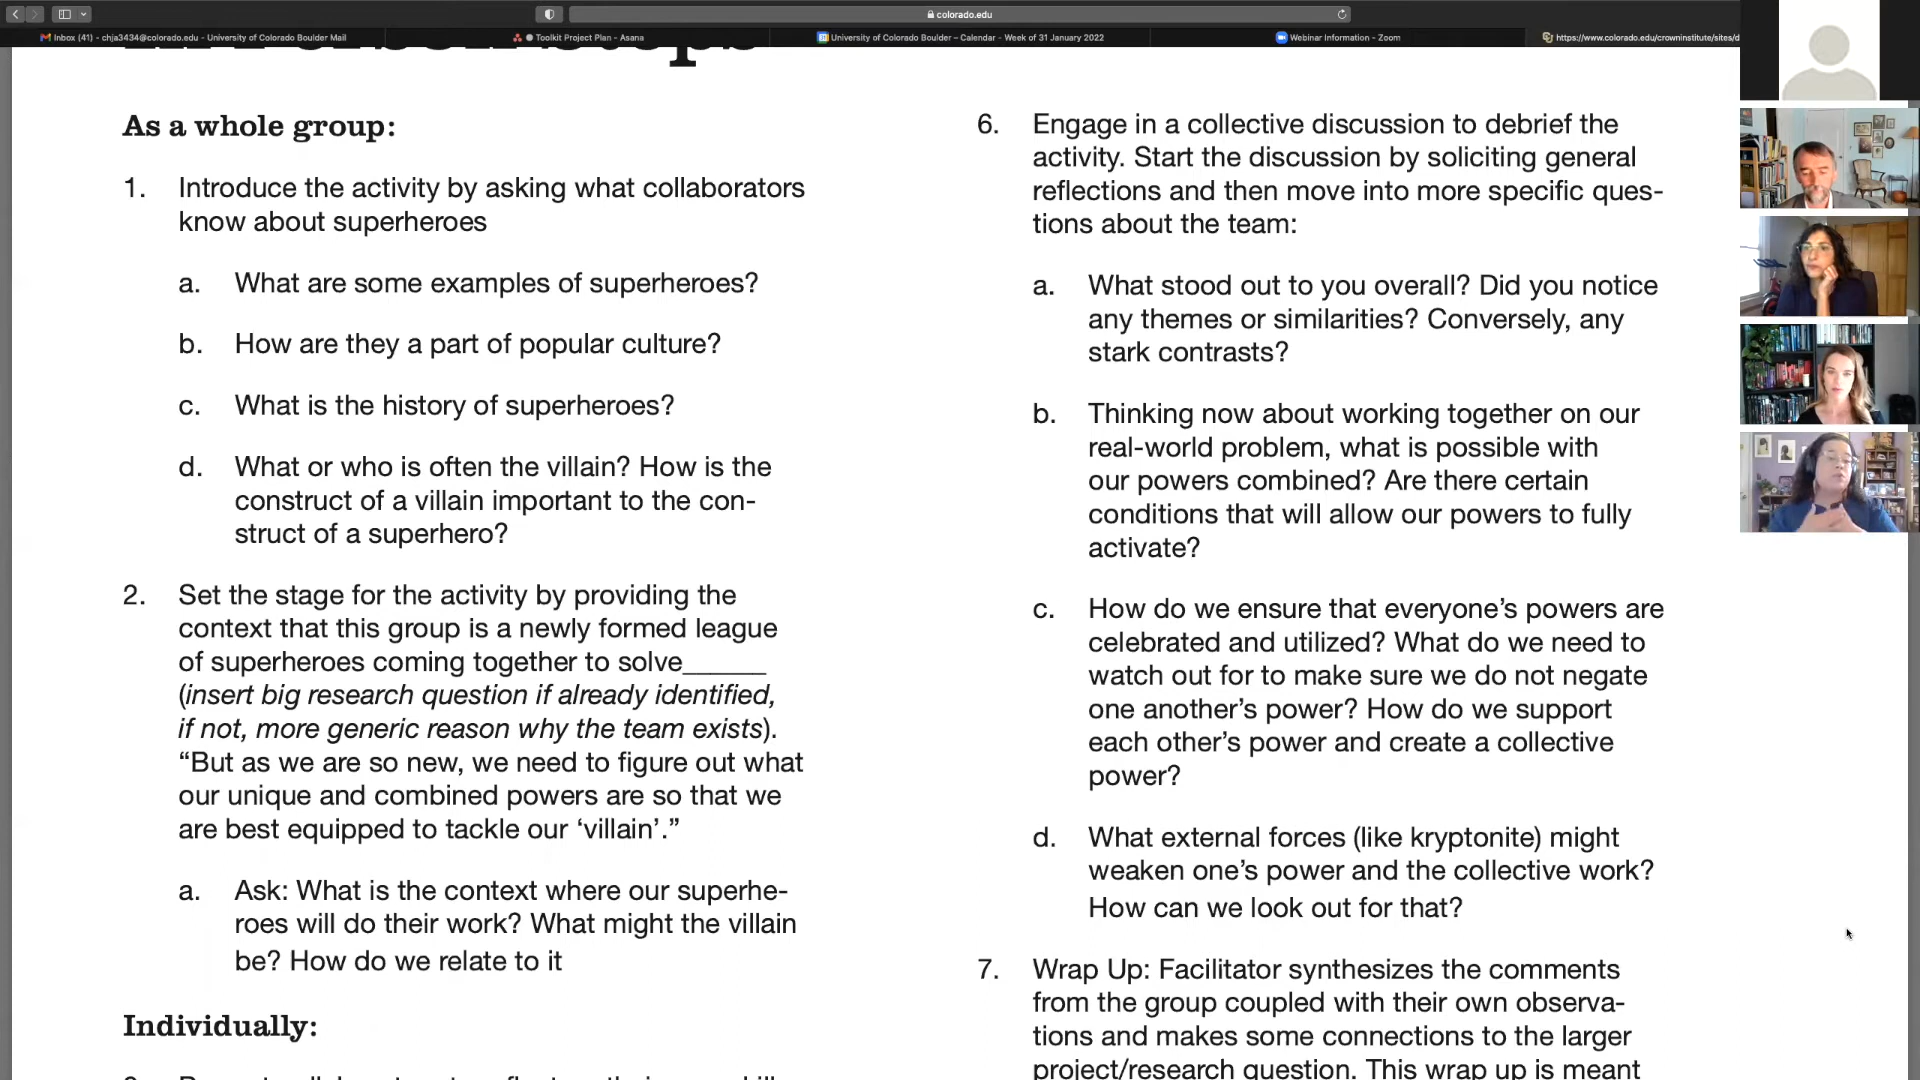 colorado.edu
Inbox (41) - chja3434@colorado.edu - University of Colorado Boulder Mail
Toolkit Project Plan - Asana
University of Colorado Boulder – Calendar - Week of 31 January 2022
Webinar Information - Zoom
https://www.colorado.edu/crowninstitute/sites/d
As a whole group:
1. Introduce the activity by asking what collaborators
know about superheroes
a. What are some examples of superheroes?
b. How are they a part of popular culture?
c. What is the history of superheroes?
d. What or who is often the villain? How is the
construct of a villain important to the con-
struct of a superhero?
2. Set the stage for the activity by providing the
context that this group is a newly formed league
of superheroes coming together to solve______
(insert big research question if already identified,
if not, more generic reason why the team exists).
“But as we are so new, we need to figure out what
our unique and combined powers are so that we
are best equipped to tackle our ‘villain’.”
a. Ask: What is the context where our superhe-
roes will do their work? What might the villain
be? How do we relate to it
Individually:
6. Engage in a collective discussion to debrief the
activity. Start the discussion by soliciting general
reflections and then move into more specific ques-
tions about the team:
a. What stood out to you overall? Did you notice
any themes or similarities? Conversely, any
stark contrasts?
b. Thinking now about working together on our
real-world problem, what is possible with
our powers combined? Are there certain
conditions that will allow our powers to fully
activate?
c. How do we ensure that everyone’s powers are
celebrated and utilized? What do we need to
watch out for to make sure we do not negate
one another’s power? How do we support
each other’s power and create a collective
power?
d. What external forces (like kryptonite) might
weaken one’s power and the collective work?
How can we look out for that?
7. Wrap Up: Facilitator synthesizes the comments
from the group coupled with their own observa-
tions and makes some connections to the larger
project/research question. This wrap up is meant